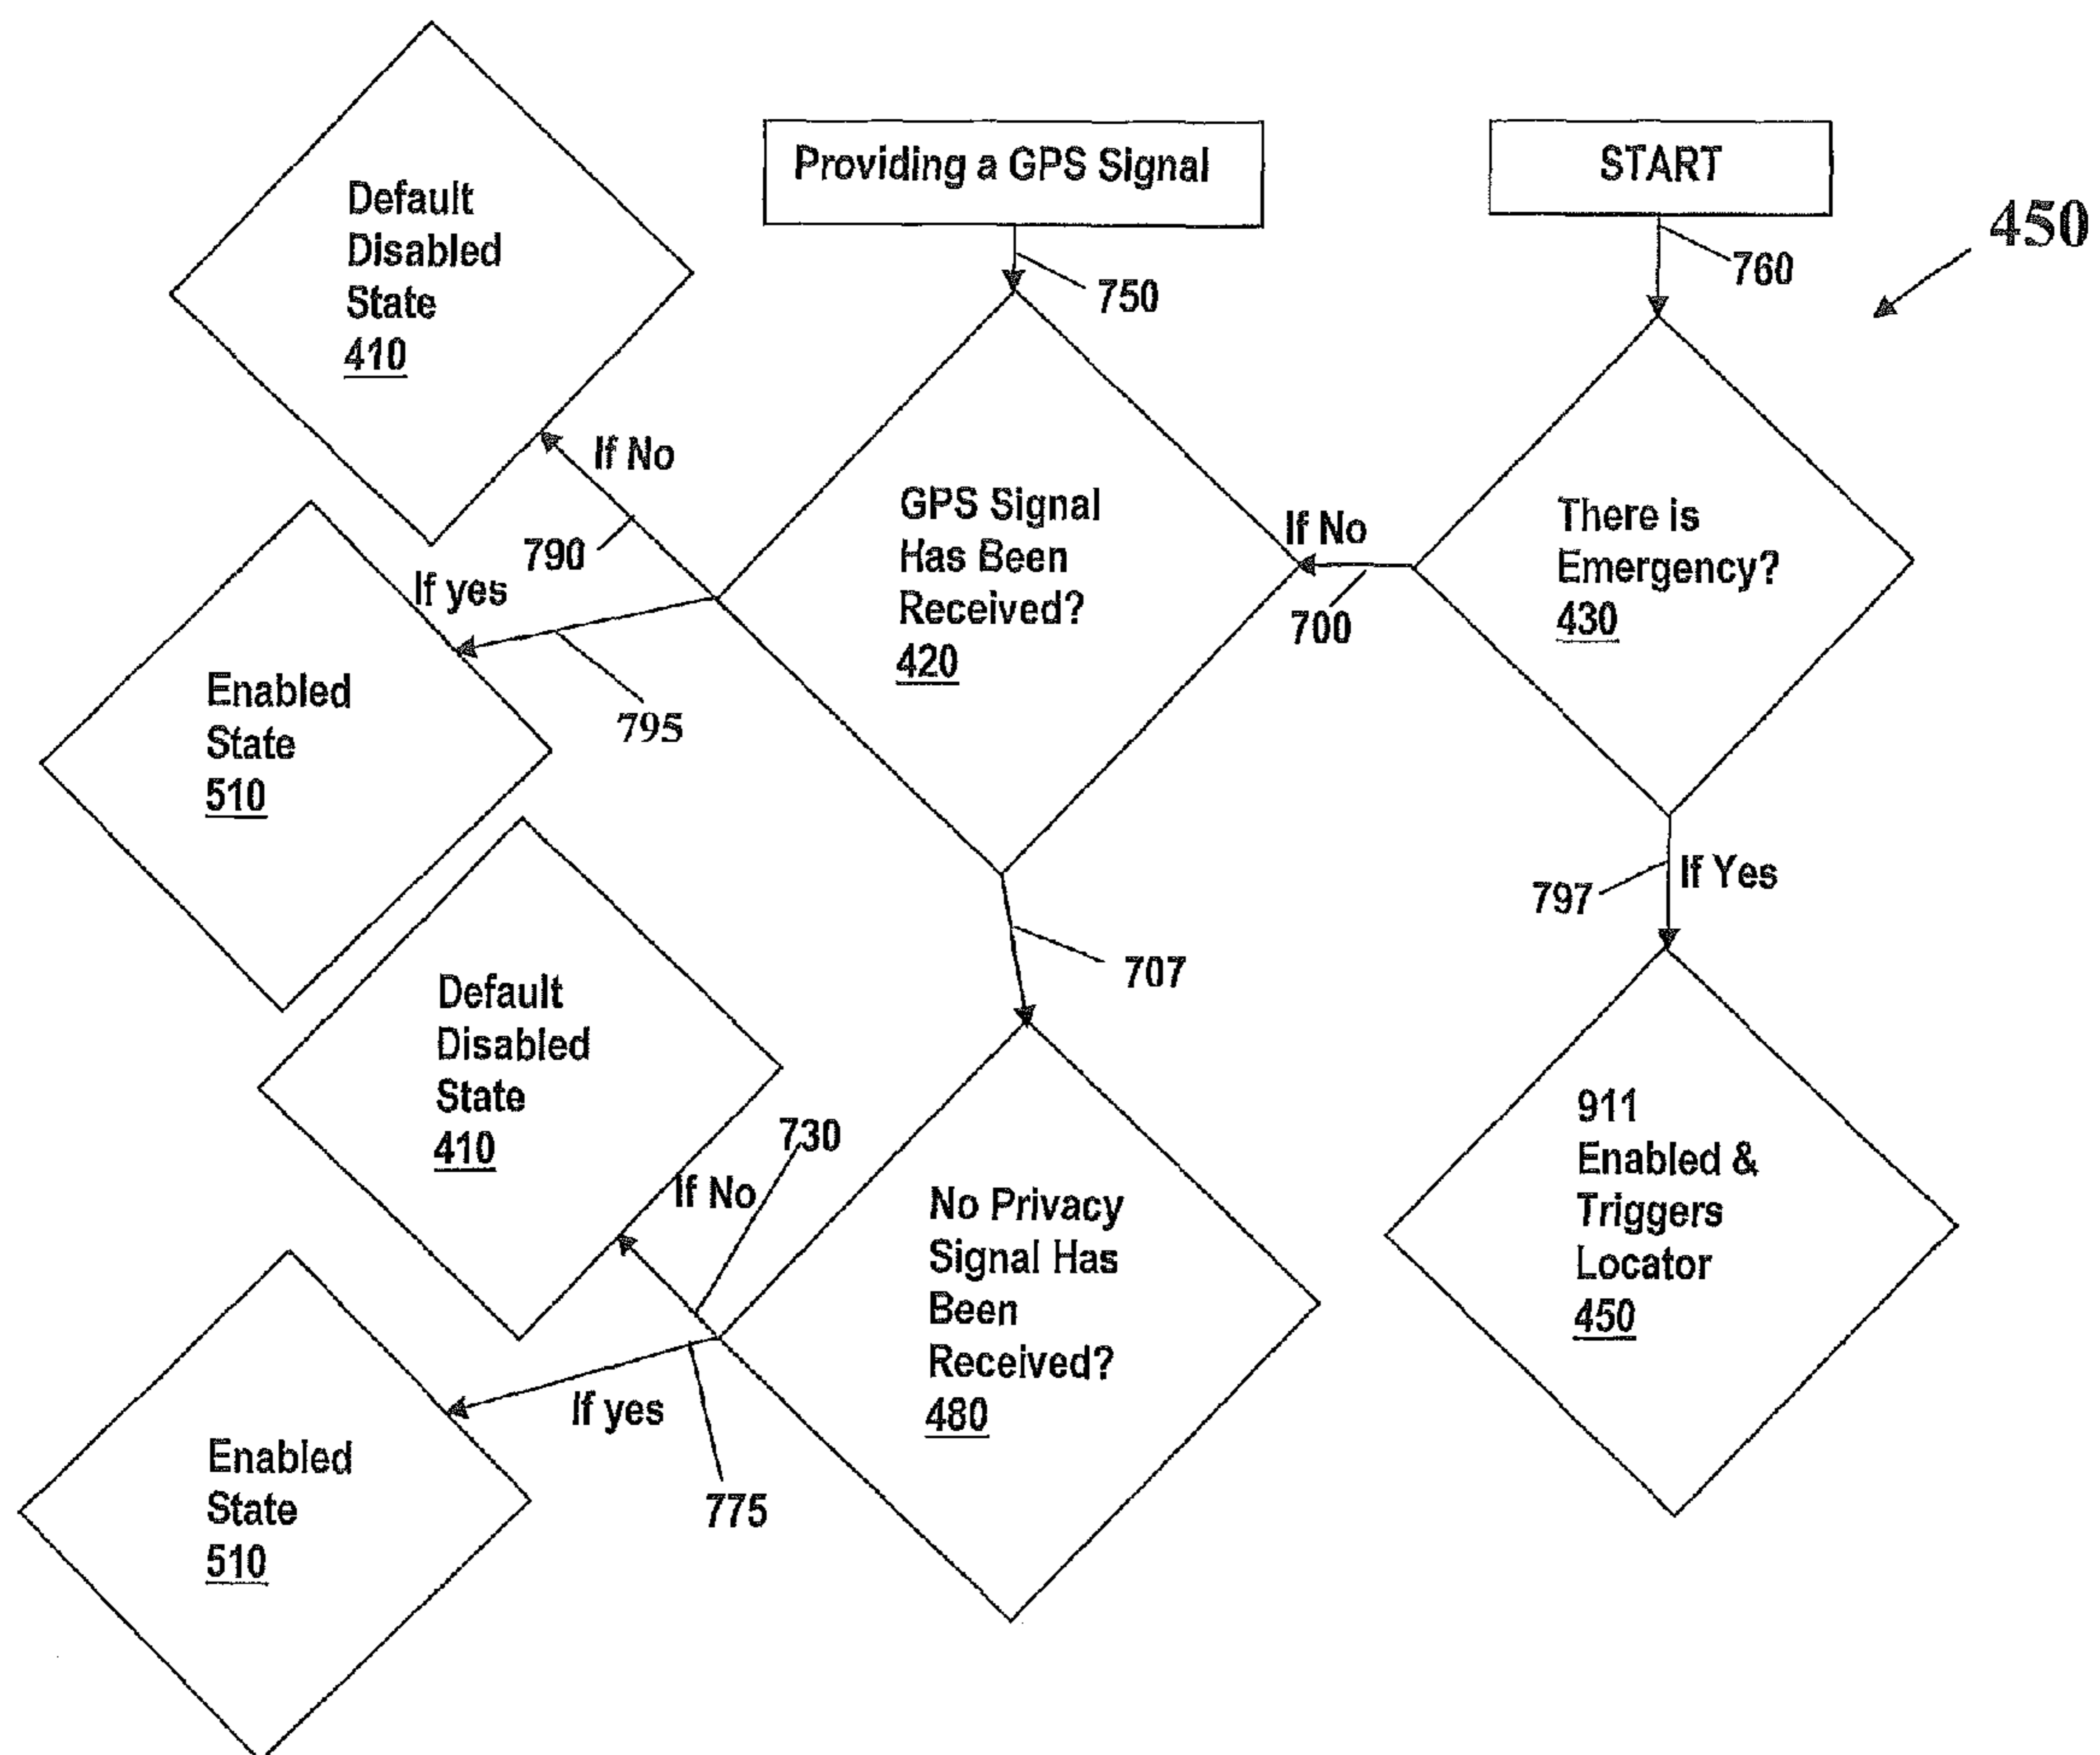 Providing a GPS Signal
START
450
760
750
Default
Disabled
State
410
If No
790
GPS Signal
Has Been
Received?
420
If No
700
There is
Emergency?
430
If yes
795
Enabled
State
510
797
If Yes
707
Default
Disabled
State
410
730
If No
No Privacy
Signal Has
Been
Received?
480
911
Enabled &
Triggers
Locator
450
If yes
775
Enabled
State
510